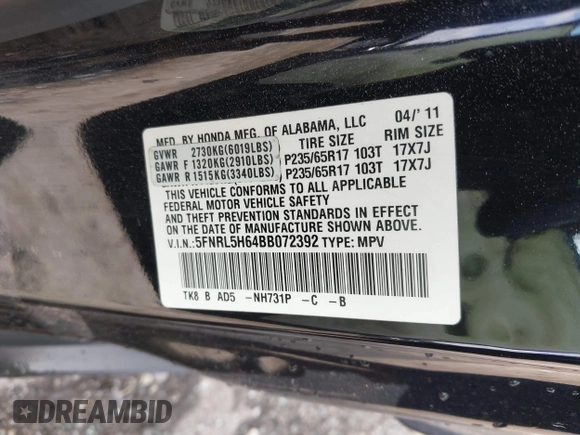 MFD. BY HONDA MFG. OF ALABAMA, LLC 04/'11
GVWR 2730KG(6019LBS) TIRE SIZE RIM SIZE
GAWR F 1320KG(2910LBS) P235/65R17 103T 17X7J
GAWR R 1515KG(3340LBS) P235/65R17 103T 17X7J
THIS VEHICLE CONFORMS TO ALL APPLICABLE
FEDERAL MOTOR VEHICLE SAFETY
AND THEFT PREVENTION STANDARDS IN EFFECT
ON THE DATE OF MANUFACTURE SHOWN ABOVE.
V.I.N.: 5FNRL5H64BB072392 TYPE: MPV
TK8 B AD5 -NH731P -C -B
DREAMBID